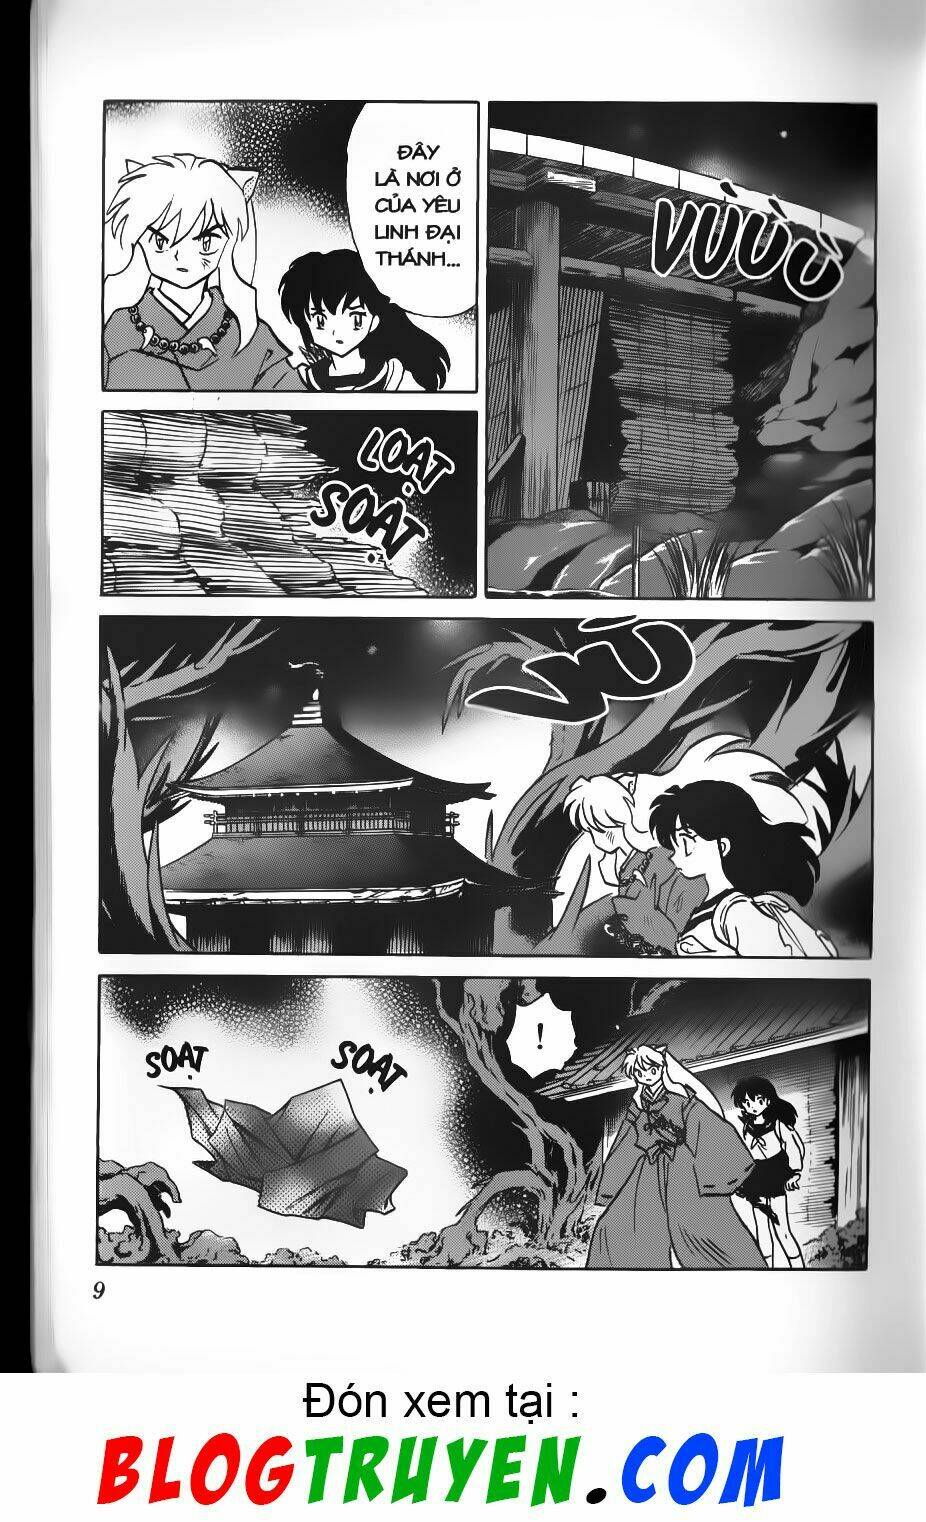 VÙÙÙÙ
ĐÂY
LÀ NƠI Ở
CỦA YÊU
LINH ĐẠI
THÁNH...
LOẠT
SOẠT
VÙ
!
SOẠT
SOẠT
9
Đón xem tại :
BLOGTRUYEN.COM